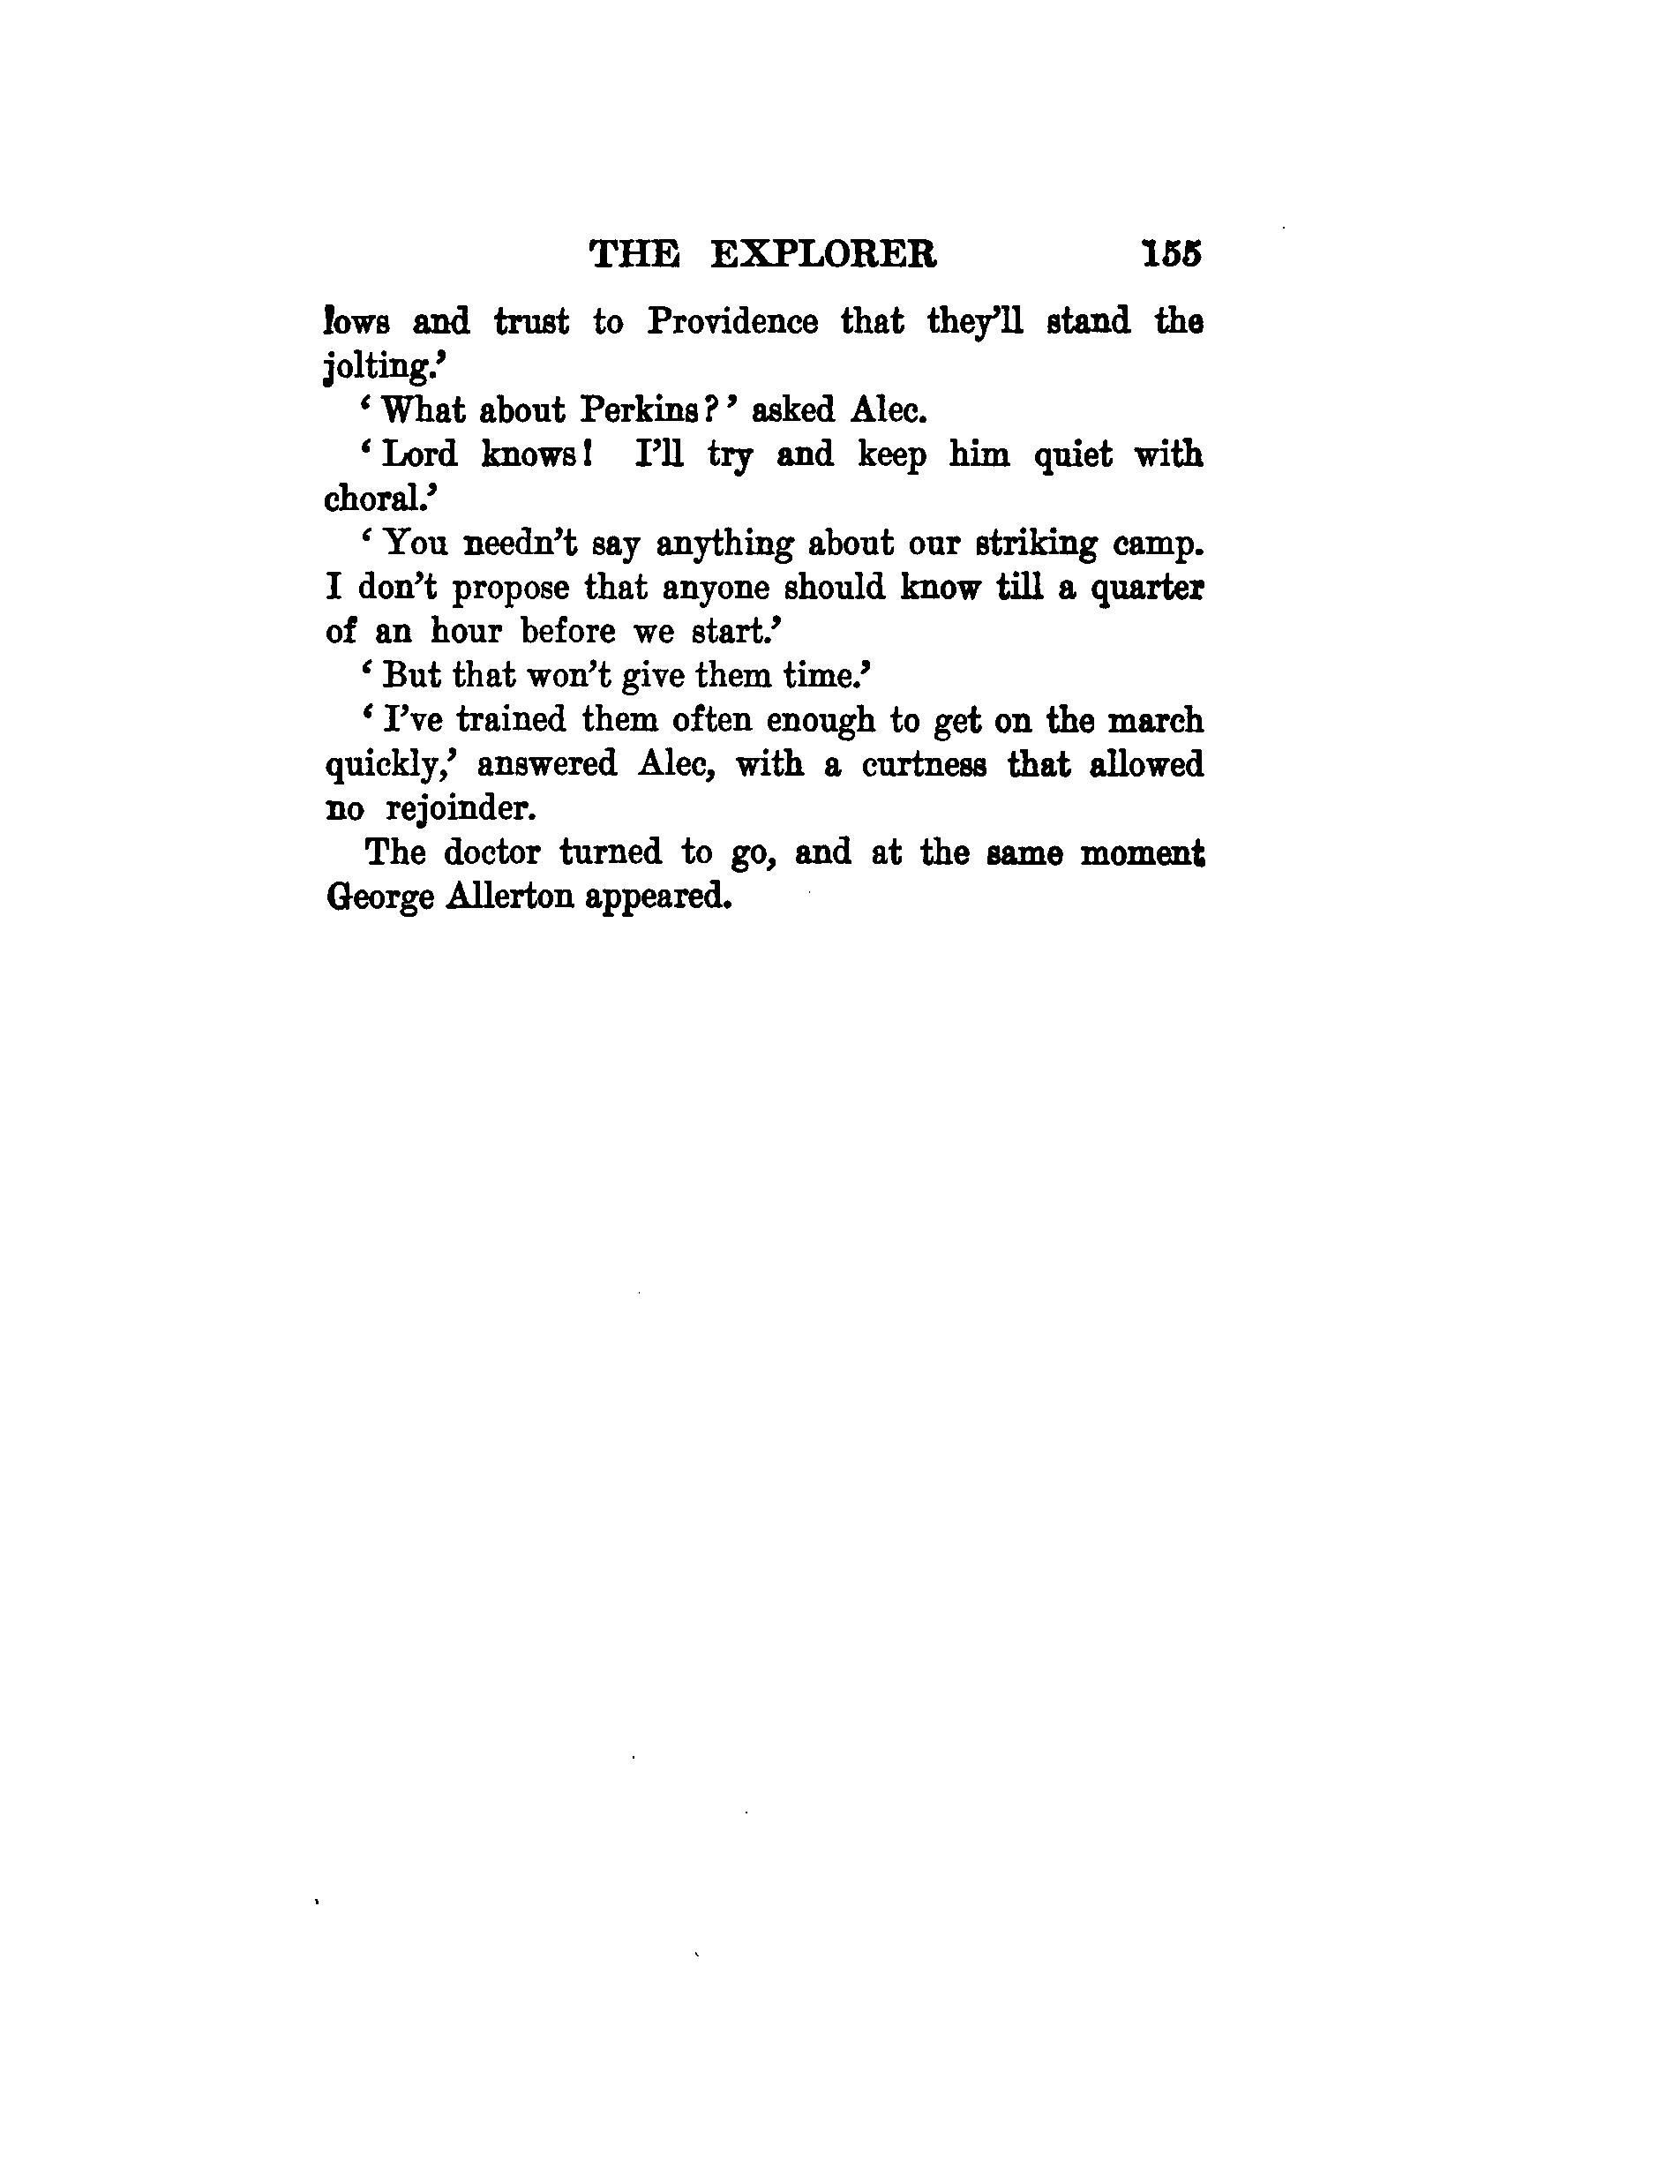 THE EXPLORER 155
lows and trust to Providence that they'll stand the
jolting.'
'What about Perkins?' asked Alec.
'Lord knows! I'll try and keep him quiet with
choral.'
'You needn't say anything about our striking camp.
I don't propose that anyone should know till a quarter
of an hour before we start.'
'But that won't give them time.'
'I've trained them often enough to get on the march
quickly,' answered Alec, with a curtness that allowed
no rejoinder.
The doctor turned to go, and at the same moment
George Allerton appeared.